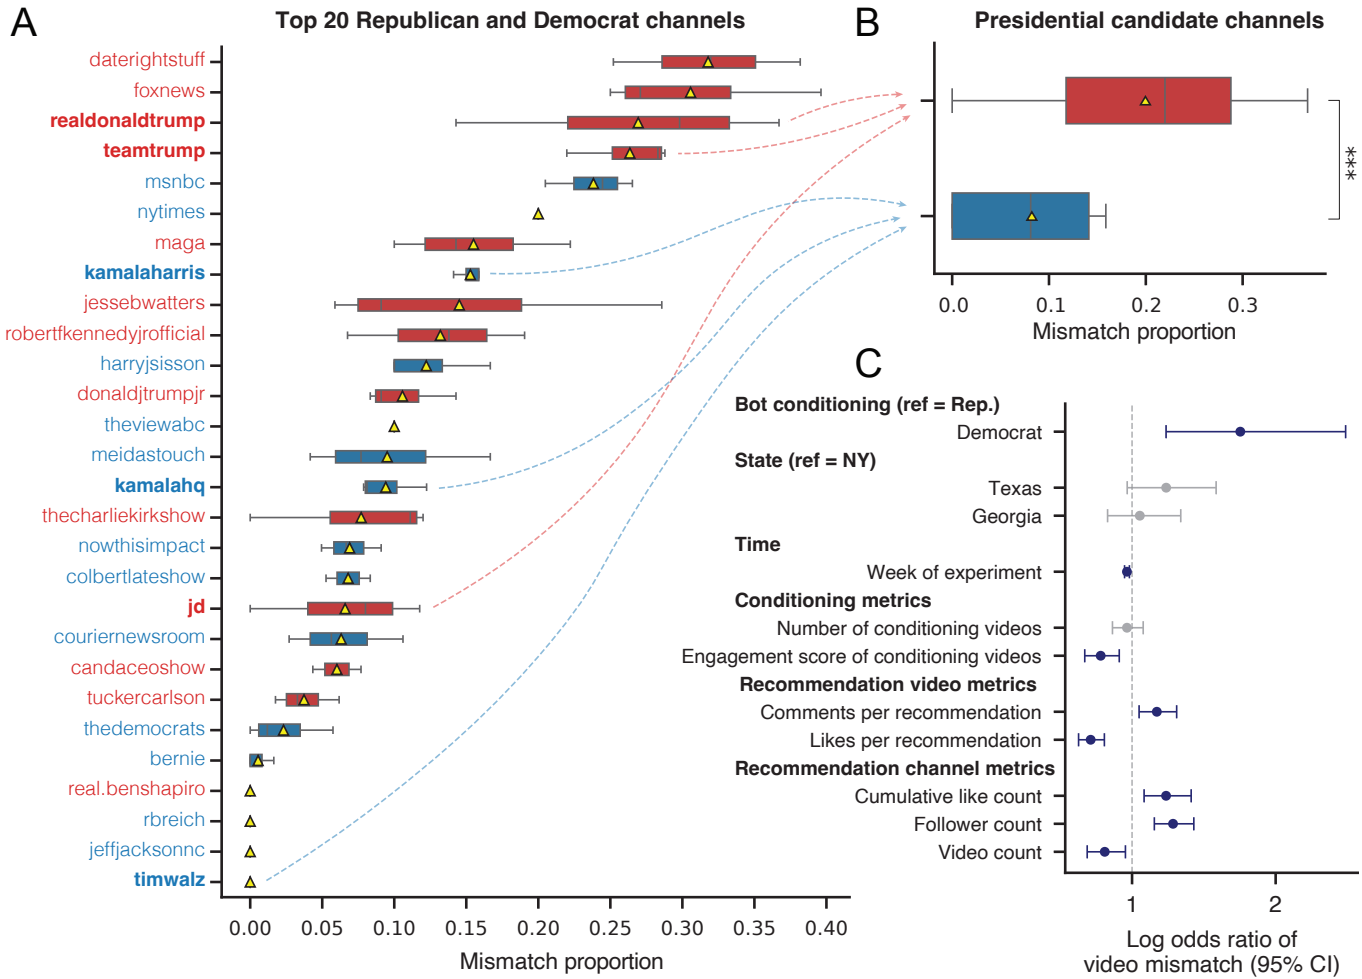 A
Top 20 Republican and Democrat channels
daterightstuff
foxnews
realdonaldtrump
teamtrump
msnbc
nytimes
maga
kamalaharris
jessebwatters
robertfkennedyjrofficial
harryjsisson
donaldjtrumpjr
theviewabc
meidastouch
kamalahq
thecharliekirkshow
nowthisimpact
colbertlateshow
jd
couriernewsroom
candaceoshow
tuckercarlson
thedemocrats
bernie
real.benshapiro
rbreich
jeffjacksonnc
timwalz
0.00 0.05 0.10 0.15 0.20 0.25 0.30 0.35 0.40
Mismatch proportion
B
Presidential candidate channels
***
0.0 0.1 0.2 0.3
Mismatch proportion
C
Bot conditioning (ref = Rep.)
Democrat
State (ref = NY)
Texas
Georgia
Time
Week of experiment
Conditioning metrics
Number of conditioning videos
Engagement score of conditioning videos
Recommendation video metrics
Comments per recommendation
Likes per recommendation
Recommendation channel metrics
Cumulative like count
Follower count
Video count
1 2
Log odds ratio of
video mismatch (95% CI)